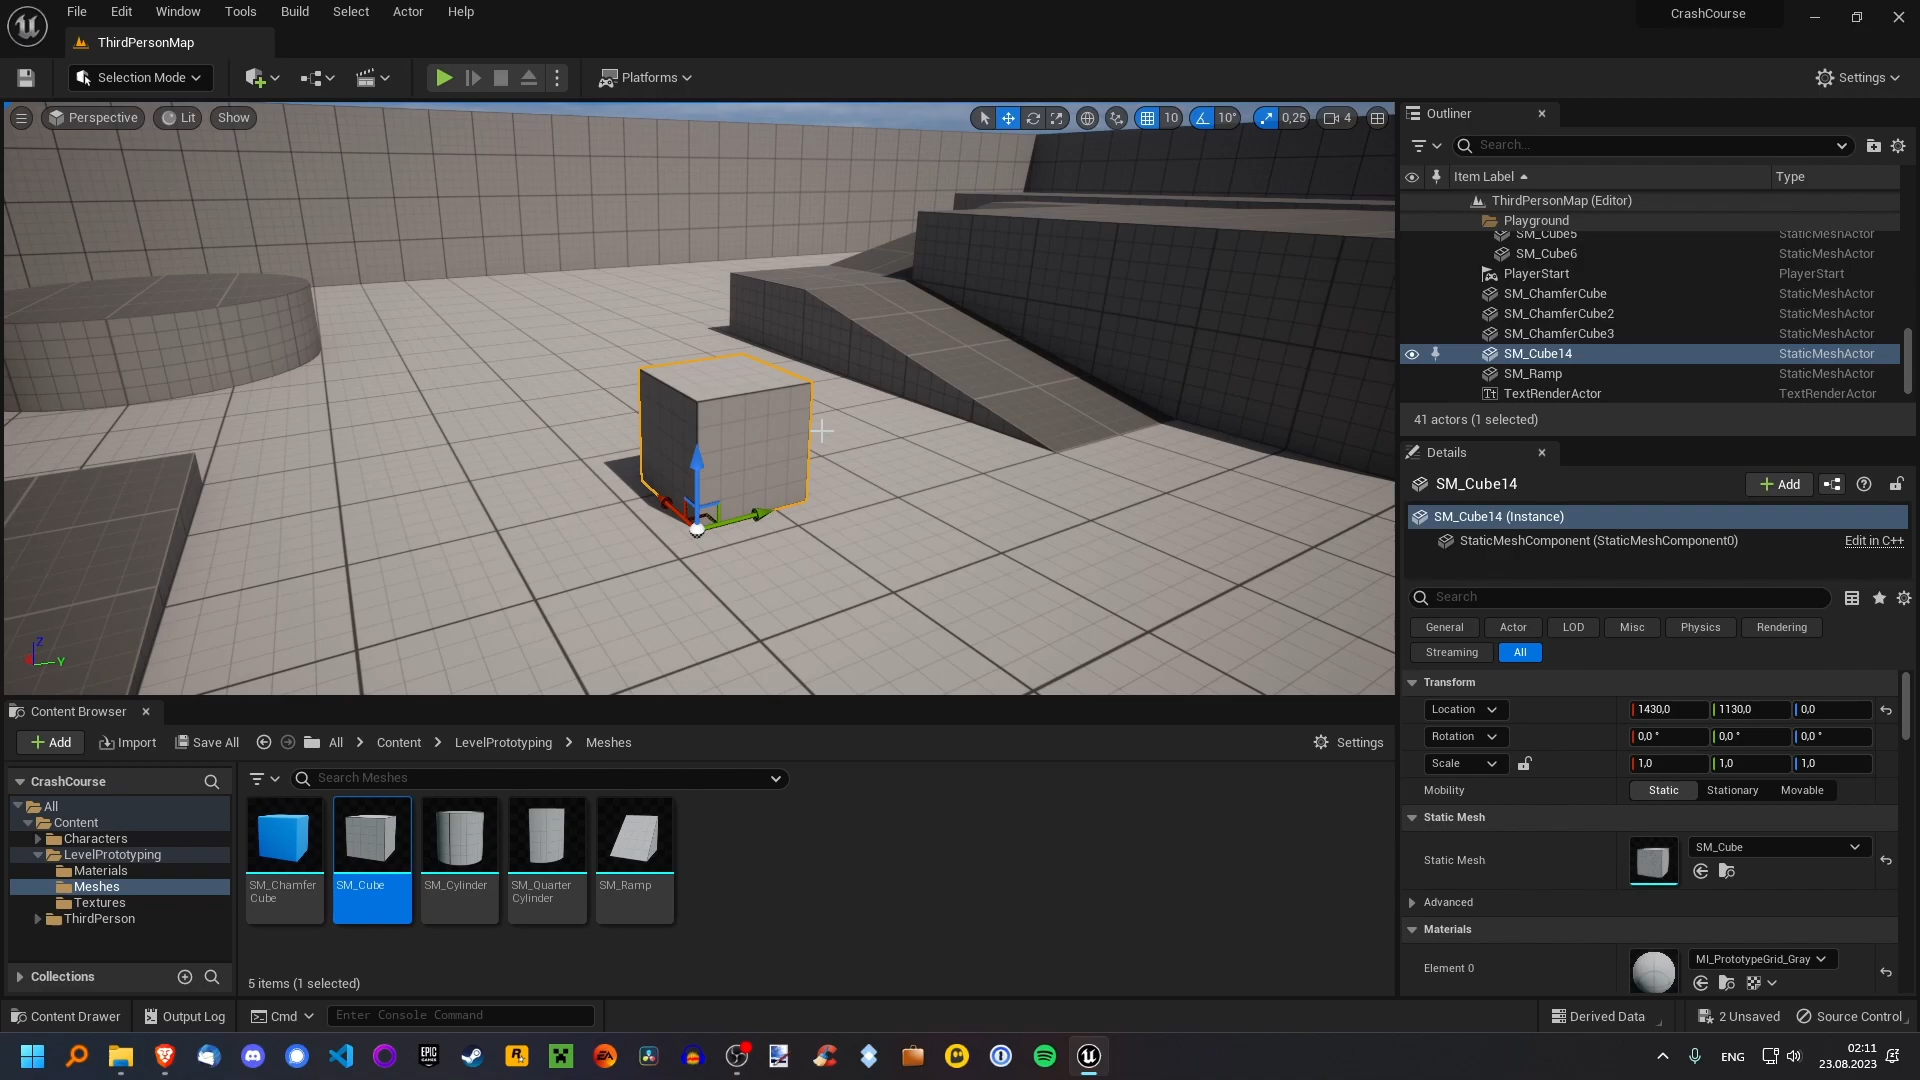 File Edit Window Tools Build Select Actor Help
CrashCourse
ThirdPersonMap
Selection Mode
Platforms
Settings
Perspective Lit Show
10 10° 0,25 4
Z
Y
Outliner
Search...
Item Label Type
ThirdPersonMap (Editor)
Playground
SM_Cube5 StaticMeshActor
SM_Cube6 StaticMeshActor
PlayerStart PlayerStart
SM_ChamferCube StaticMeshActor
SM_ChamferCube2 StaticMeshActor
SM_ChamferCube3 StaticMeshActor
SM_Cube14 StaticMeshActor
SM_Ramp StaticMeshActor
Tt TextRenderActor TextRenderActor
41 actors (1 selected)
Details
SM_Cube14
Add
SM_Cube14 (Instance)
StaticMeshComponent (StaticMeshComponent0) Edit in C++
Search
General Actor LOD Misc Physics Rendering
Streaming All
Transform
Location 1430,0 1130,0 0,0
Rotation 0,0 ° 0,0 ° 0,0 °
Scale 1,0 1,0 1,0
Mobility Static Stationary Movable
Static Mesh
Static Mesh SM_Cube
Advanced
Materials
Element 0 MI_PrototypeGrid_Gray
Content Browser
Add Import Save All All Content LevelPrototyping Meshes Settings
CrashCourse
Search Meshes
All
Content
Characters
LevelPrototyping
Materials
Meshes
Textures
ThirdPerson
Collections
SM_Chamfer
Cube
SM_Cube
SM_Cylinder
SM_Quarter
Cylinder
SM_Ramp
5 items (1 selected)
Content Drawer Output Log Cmd Enter Console Command Derived Data 2 Unsaved Source Control
EPIC
GAMES
R
EA
ENG
02:11
23.08.2023